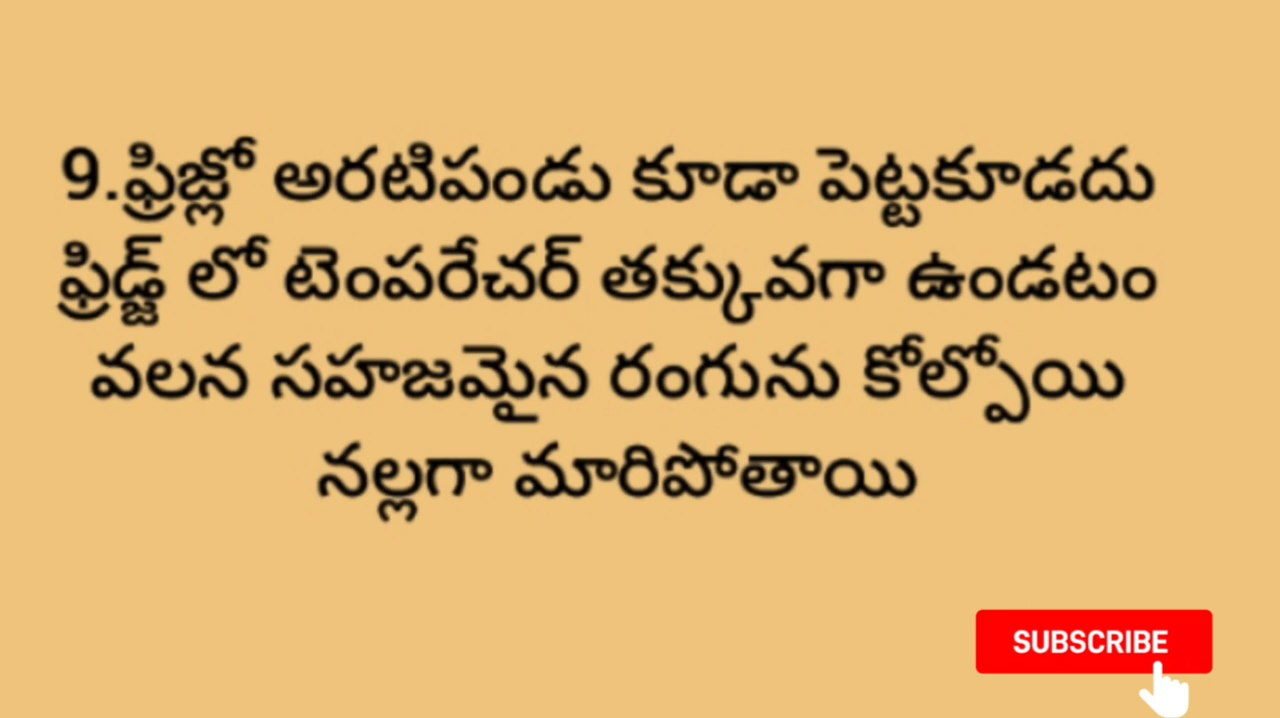 9.ఫ్రిజ్లో అరటిపండు కూడా పెట్టకూడదు
ఫ్రిడ్జ్ లో టెంపరేచర్ తక్కువగా ఉండటం
వలన సహజమైన రంగును కోల్పోయి
నల్లగా మారిపోతాయి
SUBSCRIBE